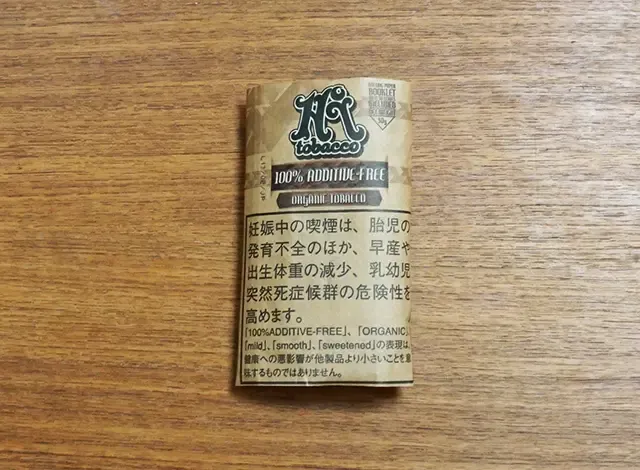 BOOKLET
INCLUDED
30g
tobacco
100% ADDITIVE-FREE
ORGANIC TOBACCO
妊娠中の喫煙は、胎児の
発育不全のほか、早産や
出生体重の減少、乳幼児
突然死症候群の危険性を
高めます。
「100%ADDITIVE-FREE」、「ORGANIC」、
「mild」、「smooth」、「sweetened」の表現は、
健康への悪影響が他製品より小さいことを意
味するものではありません。